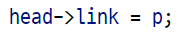 head->link = p;